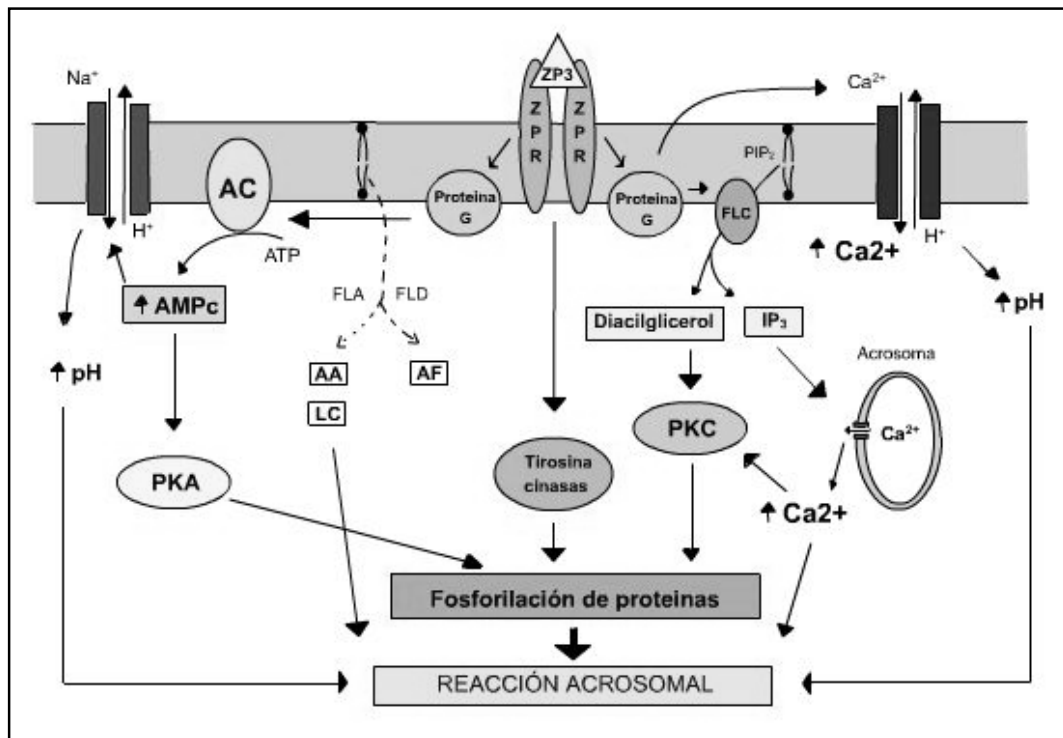 ZP3
Na⁺
Ca²⁺
Z
P
R
Z
P
R
PIP₂
AC
Proteina
G
Proteina
G
FLC
H⁺
ATP
Ca2+
H⁺
AMPc
FLA
FLD
Diacilglicerol
IP₃
pH
pH
Acrosoma
AA
AF
LC
PKC
Ca²⁺
Tirosina
cinasas
PKA
Ca2+
Fosforilación de proteinas
REACCIÓN ACROSOMAL